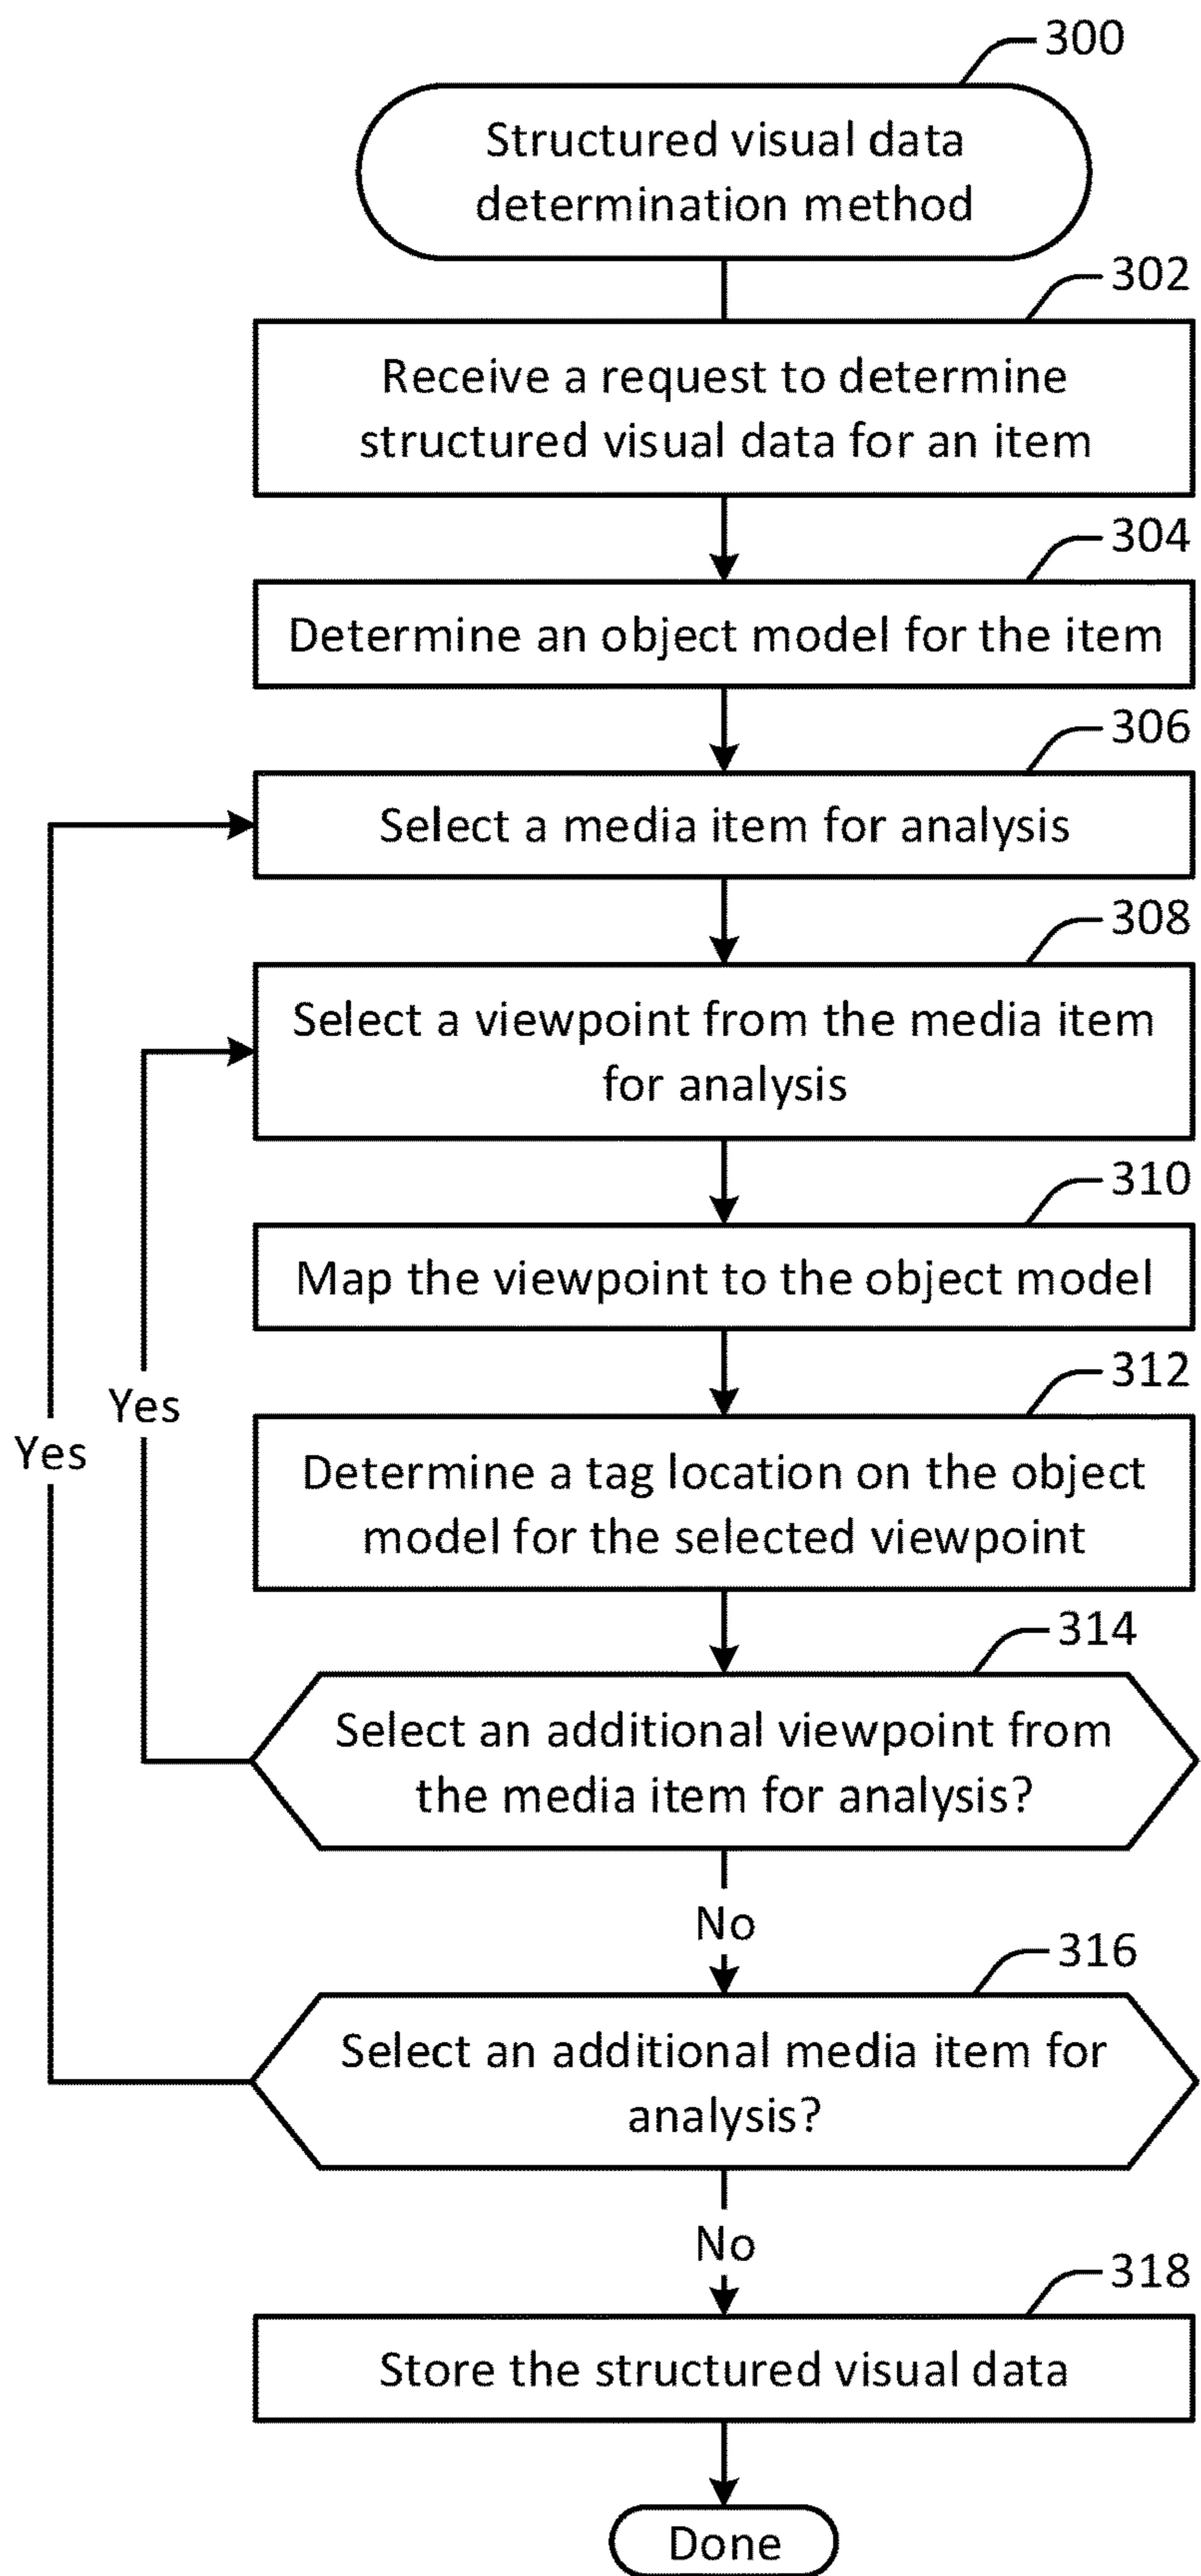 300
Structured visual data
determination method
302
Receive a request to determine
structured visual data for an item
304
Determine an object model for the item
306
Select a media item for analysis
308
Select a viewpoint from the media item
for analysis
310
Map the viewpoint to the object model
312
Determine a tag location on the object
model for the selected viewpoint
Yes
Yes
314
Select an additional viewpoint from
the media item for analysis?
No
316
Select an additional media item for
analysis?
No
318
Store the structured visual data
Done